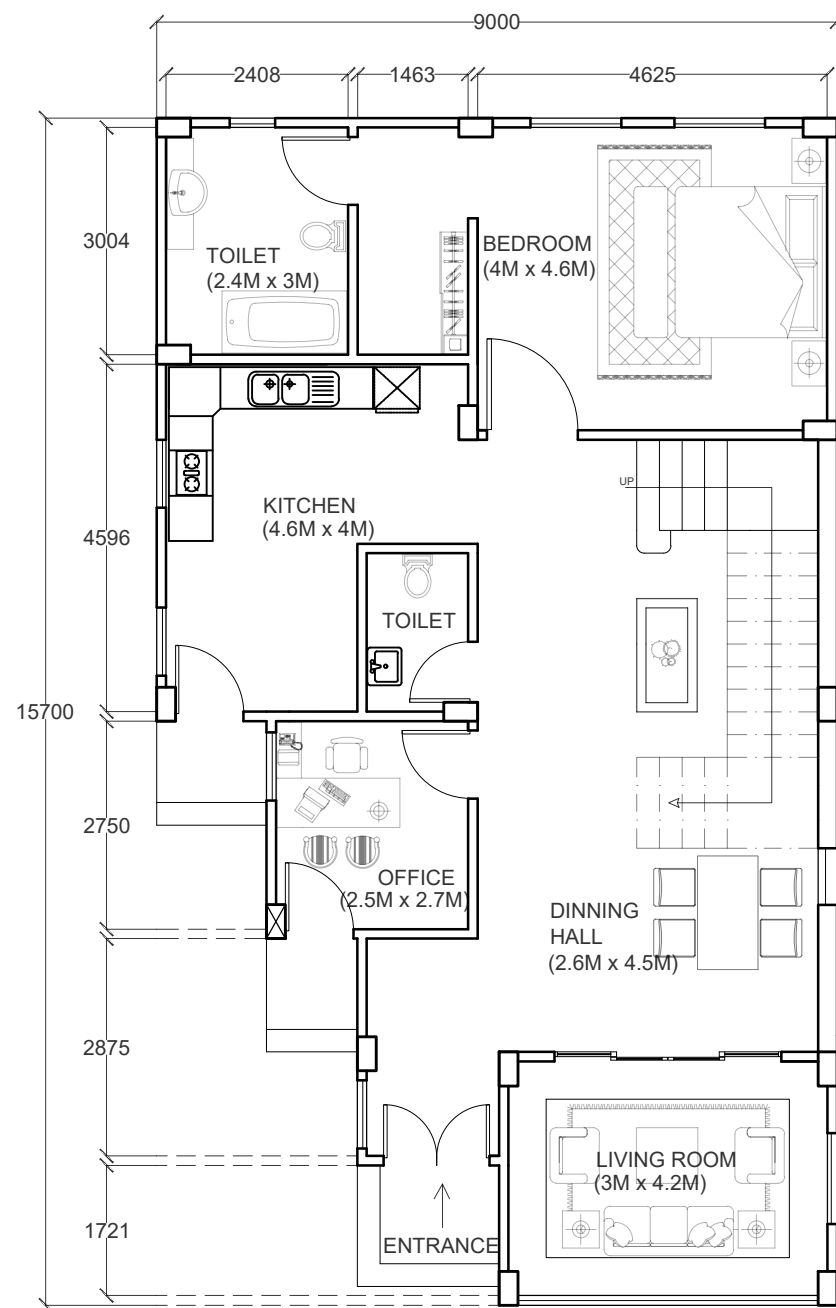 9000
2408
1463
4625
3004
TOILET
(2.4M x 3M)
BEDROOM
(4M x 4.6M)
UP
KITCHEN
(4.6M x 4M)
4596
TOILET
15700
2750
OFFICE
(2.5M x 2.7M)
DINNING
HALL
(2.6M x 4.5M)
2875
LIVING ROOM
(3M x 4.2M)
1721
ENTRANCE